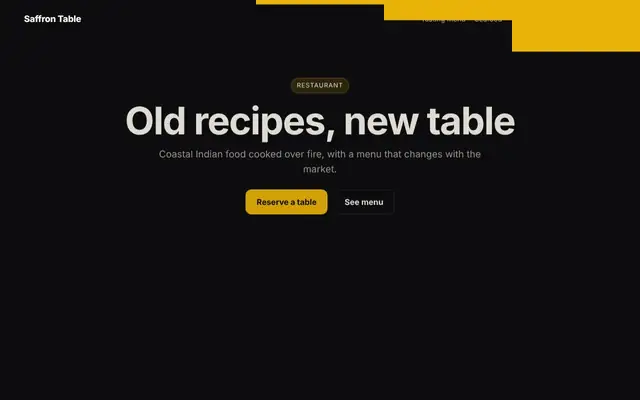 Saffron Table
RESTAURANT
Old recipes, new table
Coastal Indian food cooked over fire, with a menu that changes with the
market.
Reserve a table
See menu